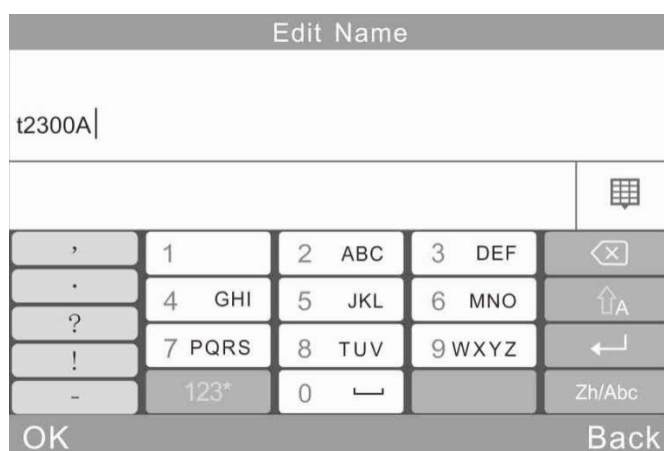 Edit Name
t2300A
,
.
?
!
-
1
2 ABC
3 DEF
4 GHI
5 JKL
6 MNO
A
7 PQRS
8 TUV
9 WXYZ
123*
0
Zh/Abc
OK
Back